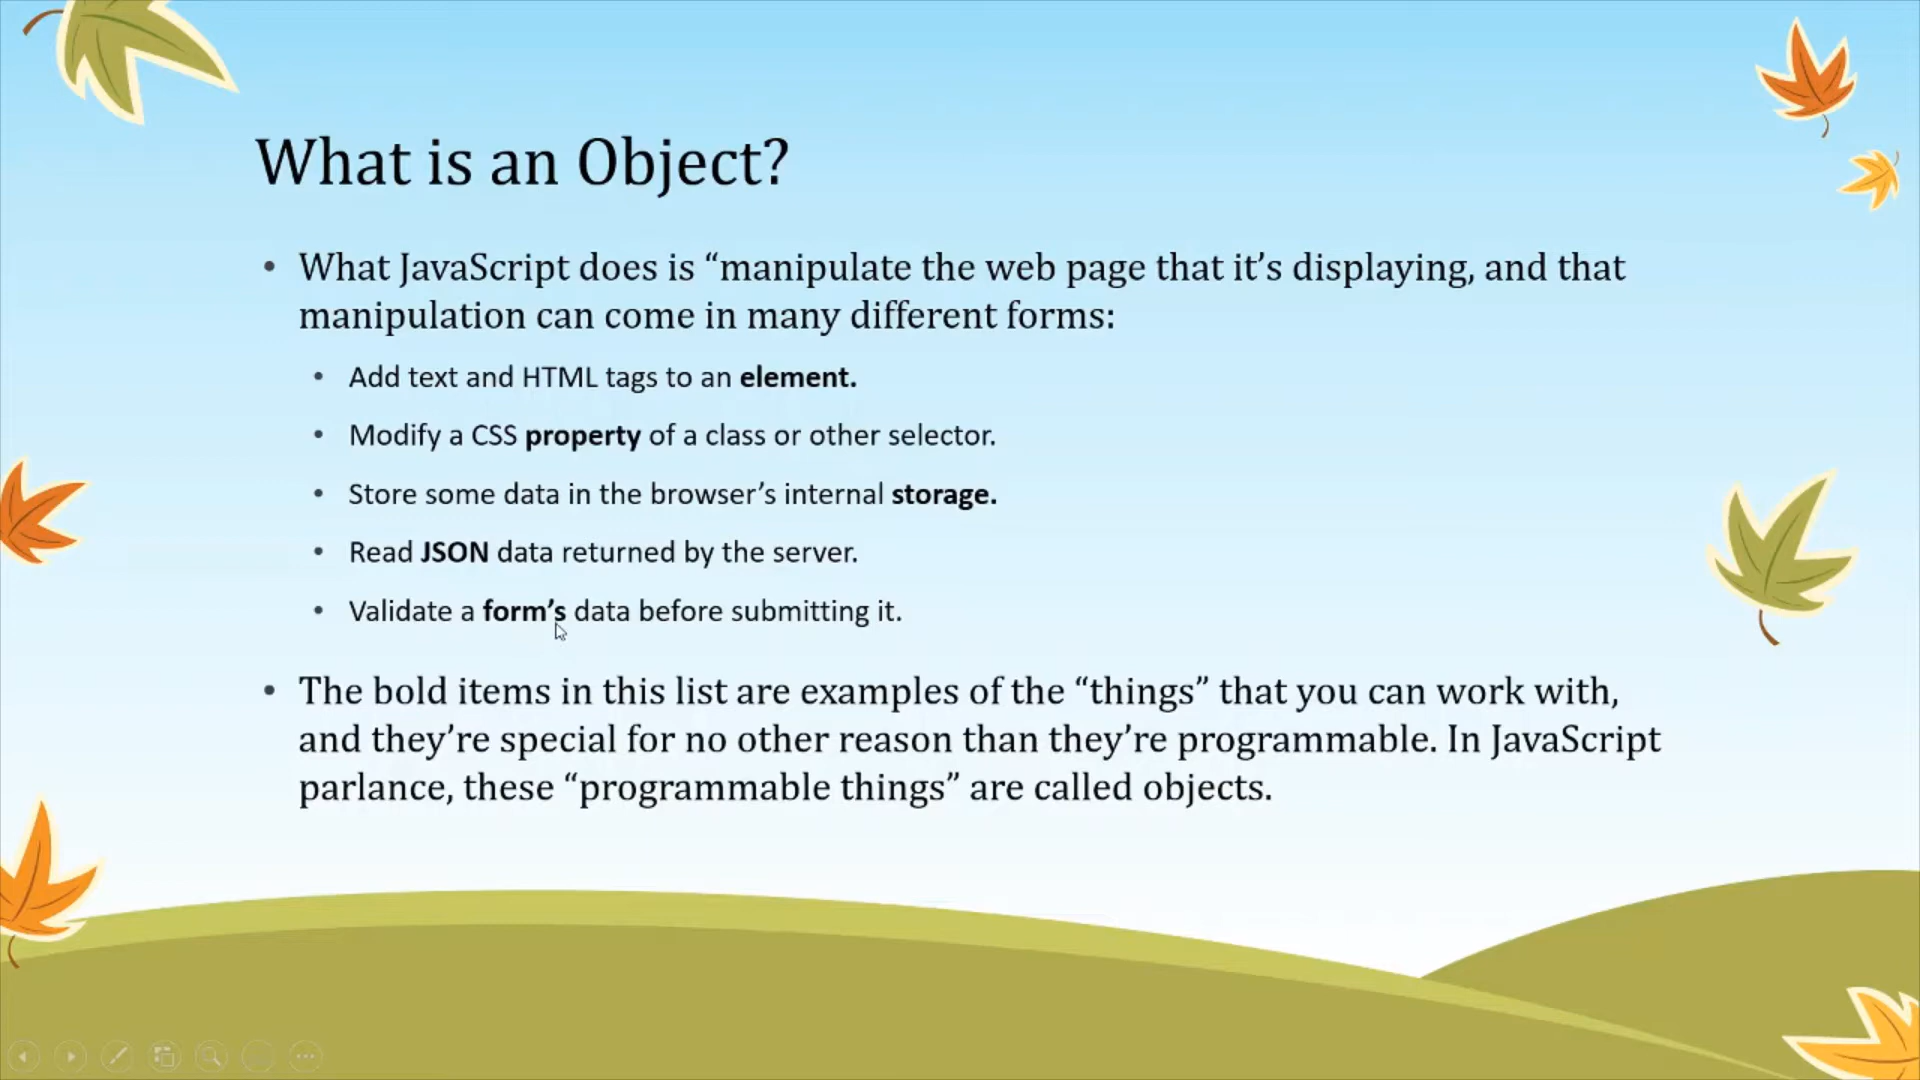 What is an Object?
• What JavaScript does is “manipulate the web page that it’s displaying, and that
manipulation can come in many different forms:
• Add text and HTML tags to an element.
• Modify a CSS property of a class or other selector.
• Store some data in the browser’s internal storage.
• Read JSON data returned by the server.
• Validate a form’s data before submitting it.
• The bold items in this list are examples of the “things” that you can work with,
and they’re special for no other reason than they’re programmable. In JavaScript
parlance, these “programmable things” are called objects.